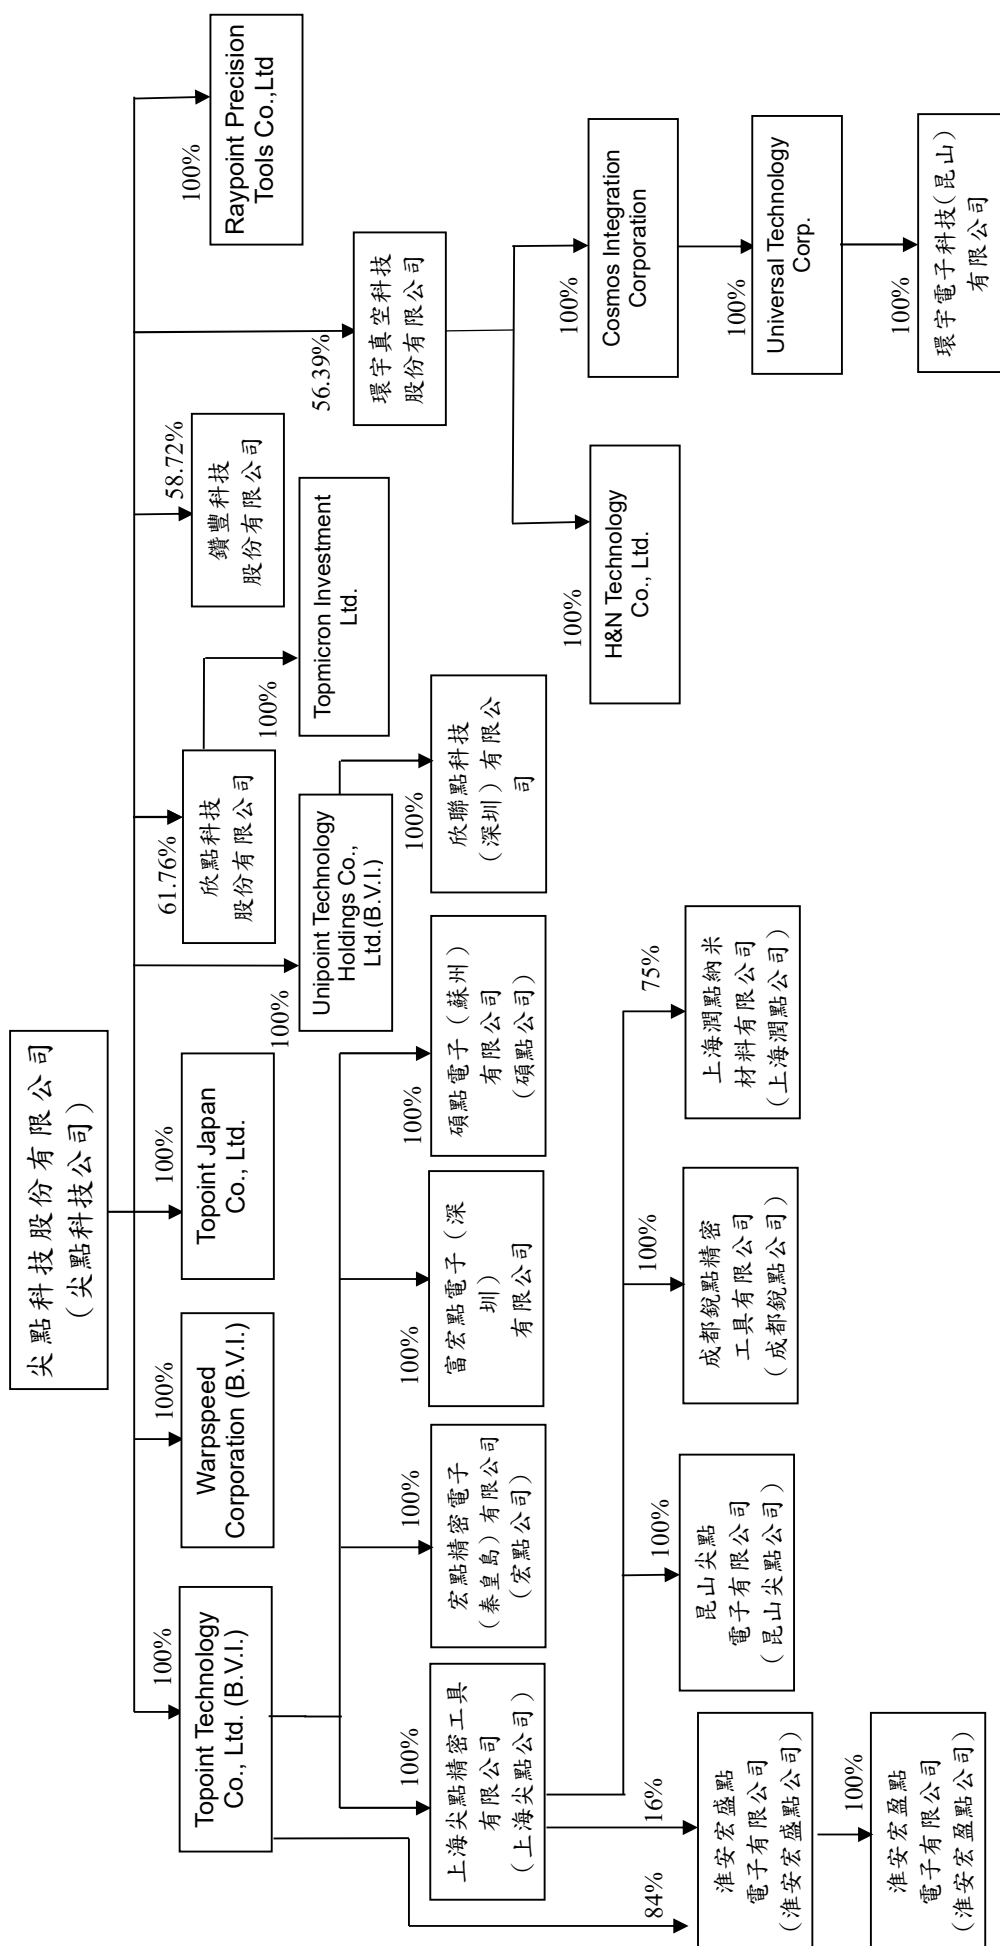 尖點科技股份有限公司
(尖點科技公司)
100%
Topoint Technology
Co., Ltd. (B.V.I.)
100%
Warpspeed
Corporation (B.V.I.)
100%
Topoint Japan
Co., Ltd.
100%
Unipoint Technology
Holdings Co.,
Ltd.(B.V.I.)
61.76%
欣點科技
股份有限公司
58.72%
鑽豐科技
股份有限公司
56.39%
環宇真空科技
股份有限公司
100%
Raypoint Precision
Tools Co.,Ltd
100%
Topmicron Investment
Ltd.
100%
上海尖點精密工具
有限公司
(上海尖點公司)
100%
宏點精密電子
(秦皇島)有限公司
(宏點公司)
100%
富宏點電子(深
圳)
有限公司
100%
碩點電子(蘇州)
有限公司
(碩點公司)
100%
欣聯點科技
(深圳)有限公
司
100%
H&N Technology
Co., Ltd.
100%
Cosmos Integration
Corporation
84%
16%
淮安宏盛點
電子有限公司
(淮安宏盛點公司)
100%
昆山尖點
電子有限公司
(昆山尖點公司)
100%
成都銳點精密
工具有限公司
(成都銳點公司)
75%
上海潤點納米
材料有限公司
(上海潤點公司)
100%
Universal Technology
Corp.
100%
淮安宏盈點
電子有限公司
(淮安宏盈點公司)
100%
環宇電子科技(昆山)
有限公司